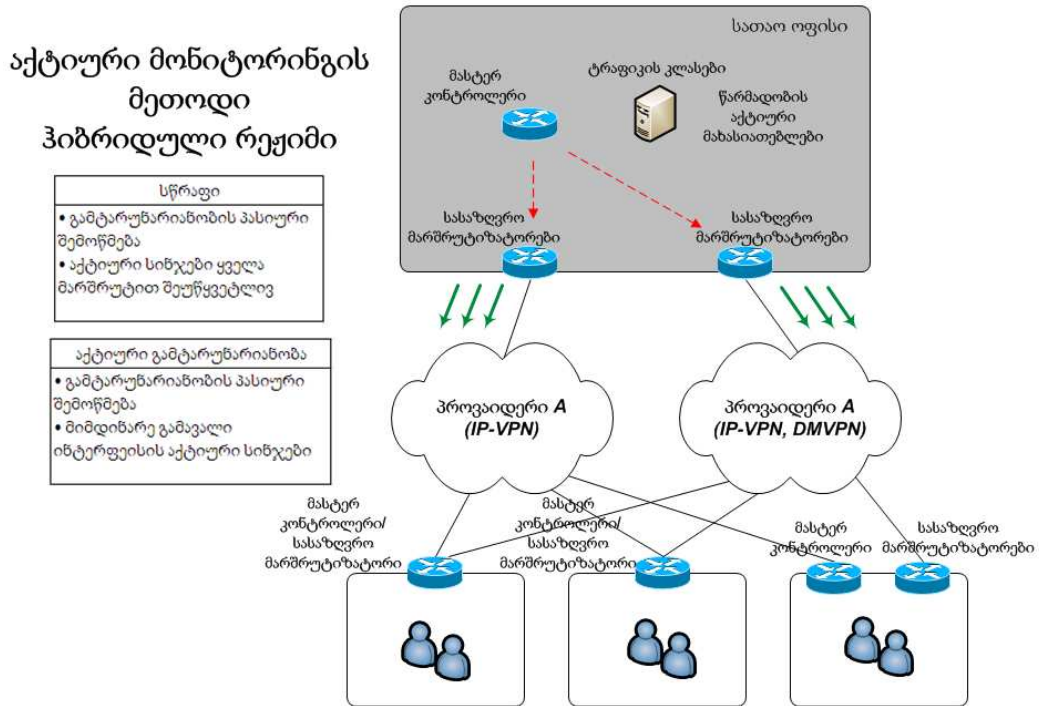 აქტიური მონიტორინგის
მეთოდი
ჰიბრიდული რეჟიმი
სწრაფი
• გამტარუნარიანობის პასიური
შემოწმება
• აქტიური სინჯები ყველა
მარშრუტით შეუწყვეტლივ
აქტიური გამტარუნარიანობა
• გამტარუნარიანობის პასიური
შემოწმება
• მიმდინარე გამავალი
ინტერფეისის აქტიური სინჯები
სათაო ოფისი
მასტერ
კონტროლერი
ტრაფიკის კლასები
წარმადობის
აქტიური
მახასიათებლები
სასაზღვრო
მარშრუტიზატორები
სასაზღვრო
მარშრუტიზატორები
პროვაიდერი A
(IP-VPN)
პროვაიდერი A
(IP-VPN, DMVPN)
მასტერ
კონტროლერი/
სასაზღვრო
მარშრუტიზატორი
მასტერ
კონტროლერი/
სასაზღვრო
მარშრუტიზატორი
მასტერ
კონტროლერი
სასაზღვრო
მარშრუტიზატორები